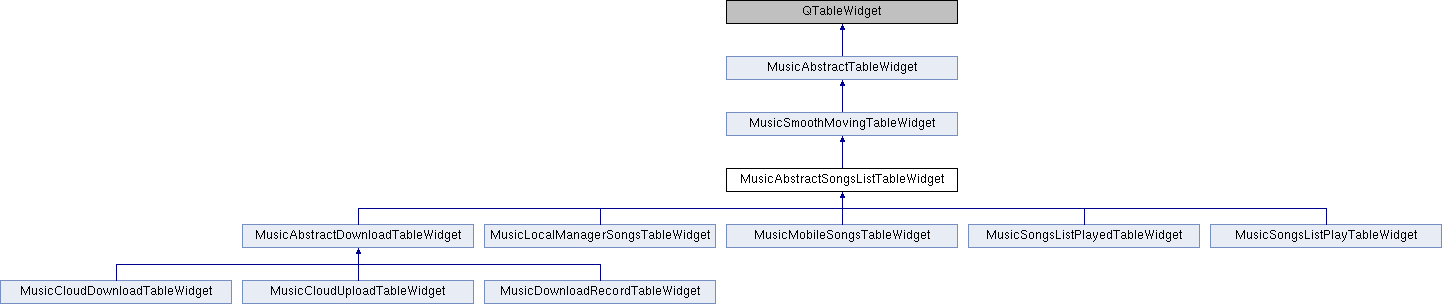 QTableWidget
MusicAbstractTableWidget
MusicSmoothMovingTableWidget
MusicAbstractSongsListTableWidget
MusicAbstractDownloadTableWidget
MusicLocalManagerSongsTableWidget
MusicMobileSongsTableWidget
MusicSongsListPlayedTableWidget
MusicSongsListPlayTableWidget
MusicCloudDownloadTableWidget
MusicCloudUploadTableWidget
MusicDownloadRecordTableWidget